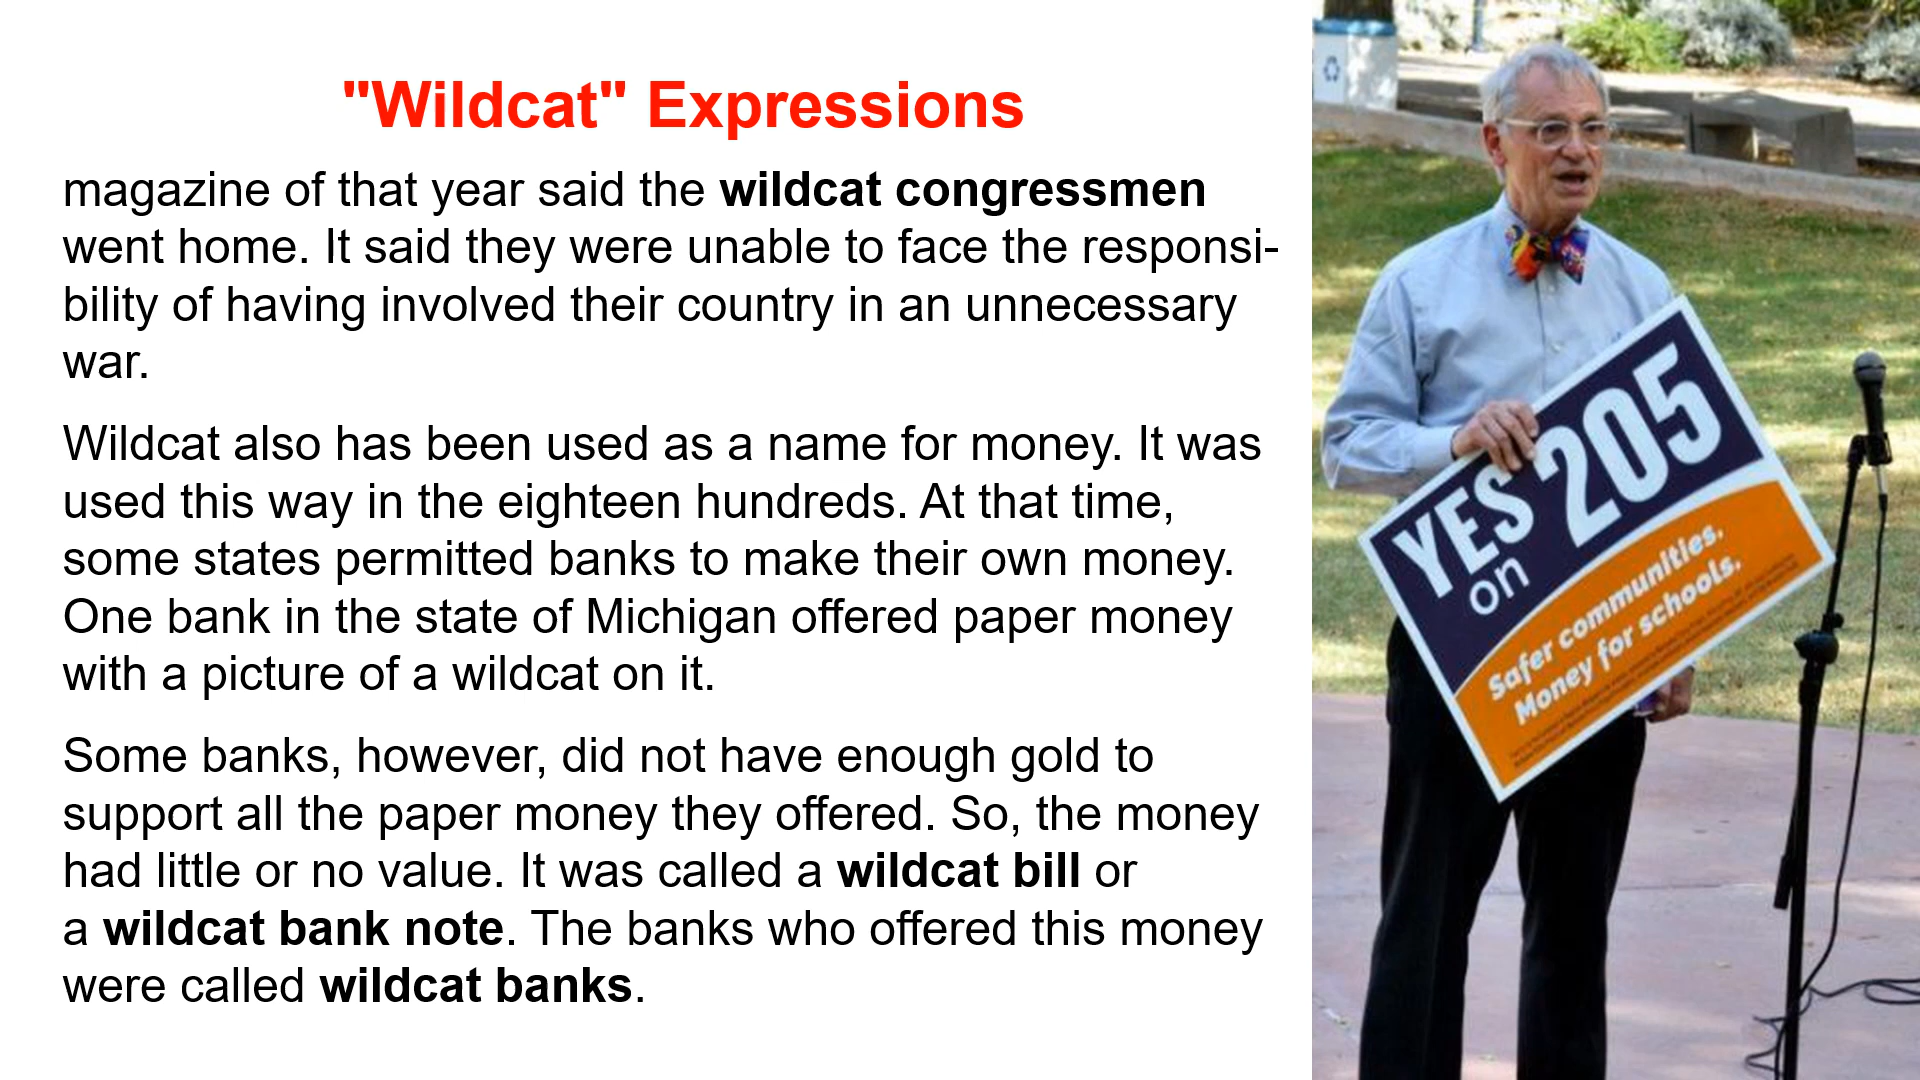 "Wildcat" Expressions
magazine of that year said the wildcat congressmen
went home. It said they were unable to face the responsi-
bility of having involved their country in an unnecessary
war.
Wildcat also has been used as a name for money. It was
used this way in the eighteen hundreds. At that time,
some states permitted banks to make their own money.
One bank in the state of Michigan offered paper money
with a picture of a wildcat on it.
Some banks, however, did not have enough gold to
support all the paper money they offered. So, the money
had little or no value. It was called a wildcat bill or
a wildcat bank note. The banks who offered this money
were called wildcat banks.
YES on 205
Safer communities.
Money for schools.